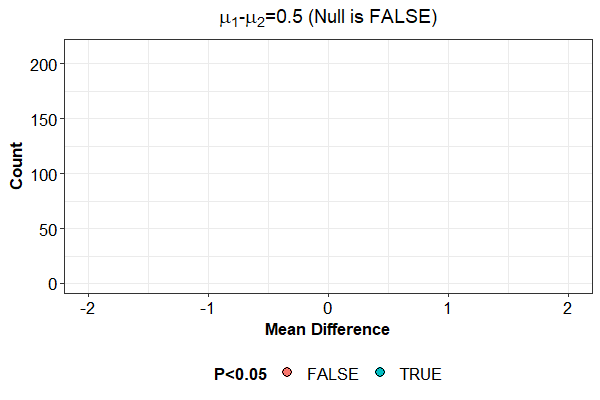 μ1-μ2=0.5 (Null is FALSE)
Count
200
150
100
50
0
-2 -1 0 1 2
Mean Difference
P<0.05 FALSE TRUE